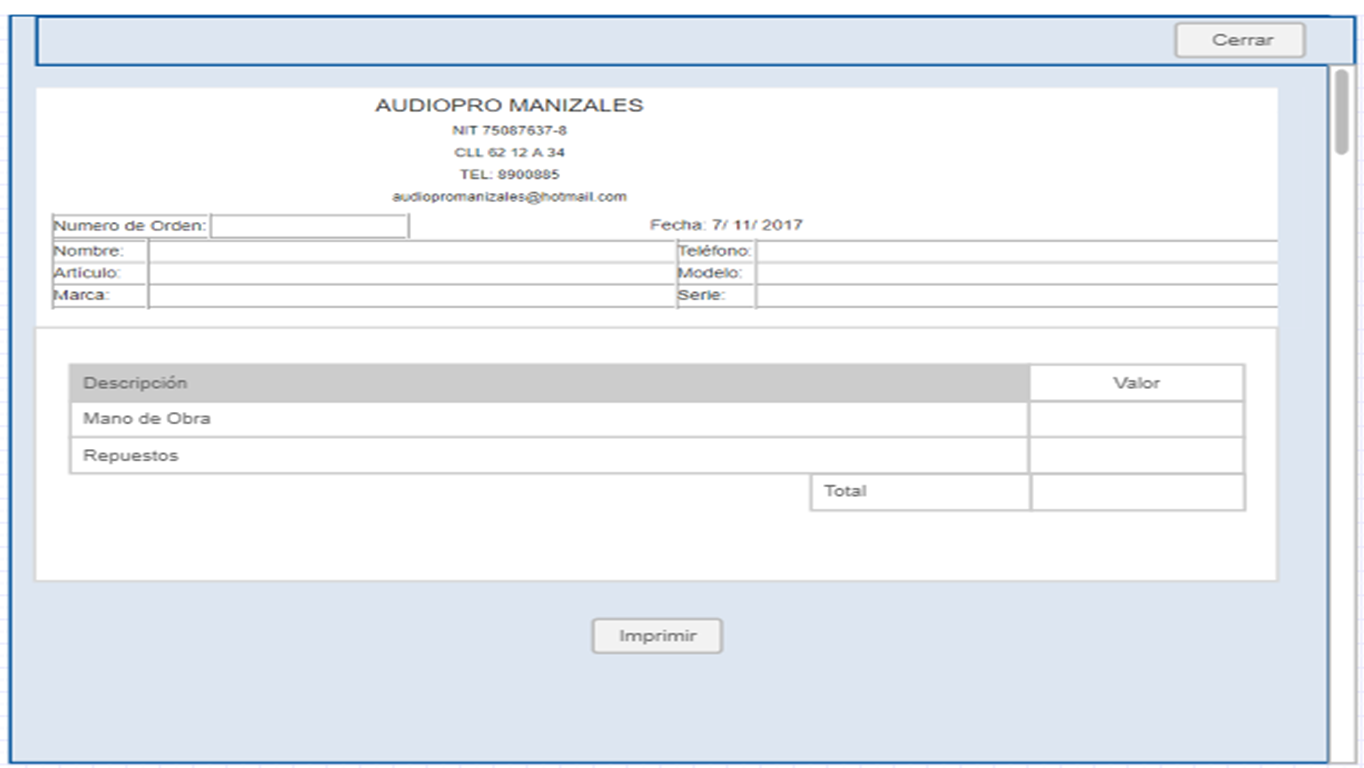 Cerrar
AUDIOPRO MANIZALES
NIT 75087637-8
CLL 62 12 A 34
TEL: 8900885
audiopromanizales@hotmail.com
Numero de Orden: Fecha: 7/ 11/ 2017
Nombre: Teléfono:
Artículo: Modelo:
Marca: Serie:
Descripción Valor
Mano de Obra
Repuestos
Total
Imprimir